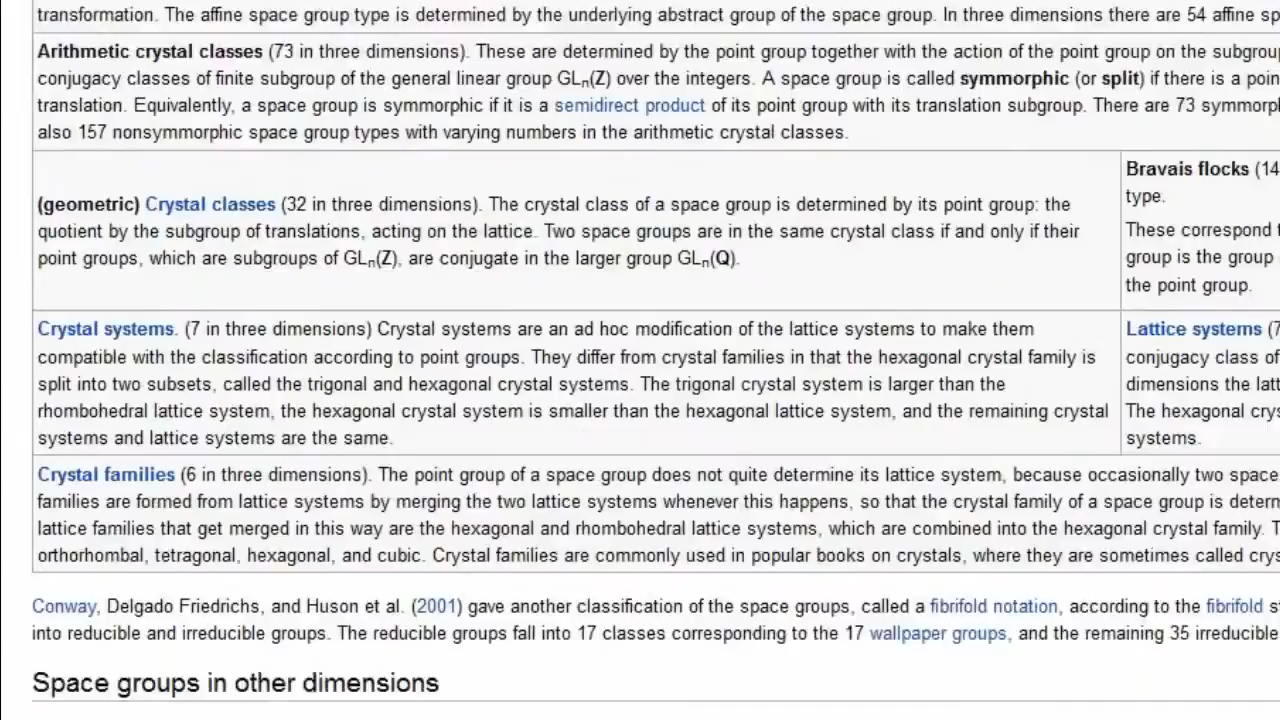 transformation. The affine space group type is determined by the underlying abstract group of the space group. In three dimensions there are 54 affine sp
Arithmetic crystal classes (73 in three dimensions). These are determined by the point group together with the action of the point group on the subgroup
conjugacy classes of finite subgroup of the general linear group GLn(Z) over the integers. A space group is called symmorphic (or split) if there is a poin
translation. Equivalently, a space group is symmorphic if it is a semidirect product of its point group with its translation subgroup. There are 73 symmorp
also 157 nonsymmorphic space group types with varying numbers in the arithmetic crystal classes.
(geometric) Crystal classes (32 in three dimensions). The crystal class of a space group is determined by its point group: the
quotient by the subgroup of translations, acting on the lattice. Two space groups are in the same crystal class if and only if their
point groups, which are subgroups of GLn(Z), are conjugate in the larger group GLn(Q).
Bravais flocks (14
type.
These correspond t
group is the group
the point group.
Crystal systems. (7 in three dimensions) Crystal systems are an ad hoc modification of the lattice systems to make them
compatible with the classification according to point groups. They differ from crystal families in that the hexagonal crystal family is
split into two subsets, called the trigonal and hexagonal crystal systems. The trigonal crystal system is larger than the
rhombohedral lattice system, the hexagonal crystal system is smaller than the hexagonal lattice system, and the remaining crystal
systems and lattice systems are the same.
Lattice systems (7
conjugacy class of
dimensions the latt
The hexagonal crys
systems.
Crystal families (6 in three dimensions). The point group of a space group does not quite determine its lattice system, because occasionally two space
families are formed from lattice systems by merging the two lattice systems whenever this happens, so that the crystal family of a space group is determ
lattice families that get merged in this way are the hexagonal and rhombohedral lattice systems, which are combined into the hexagonal crystal family. T
orthorhombal, tetragonal, hexagonal, and cubic. Crystal families are commonly used in popular books on crystals, where they are sometimes called crys
Conway, Delgado Friedrichs, and Huson et al. (2001) gave another classification of the space groups, called a fibrifold notation, according to the fibrifold s
into reducible and irreducible groups. The reducible groups fall into 17 classes corresponding to the 17 wallpaper groups, and the remaining 35 irreducible
Space groups in other dimensions